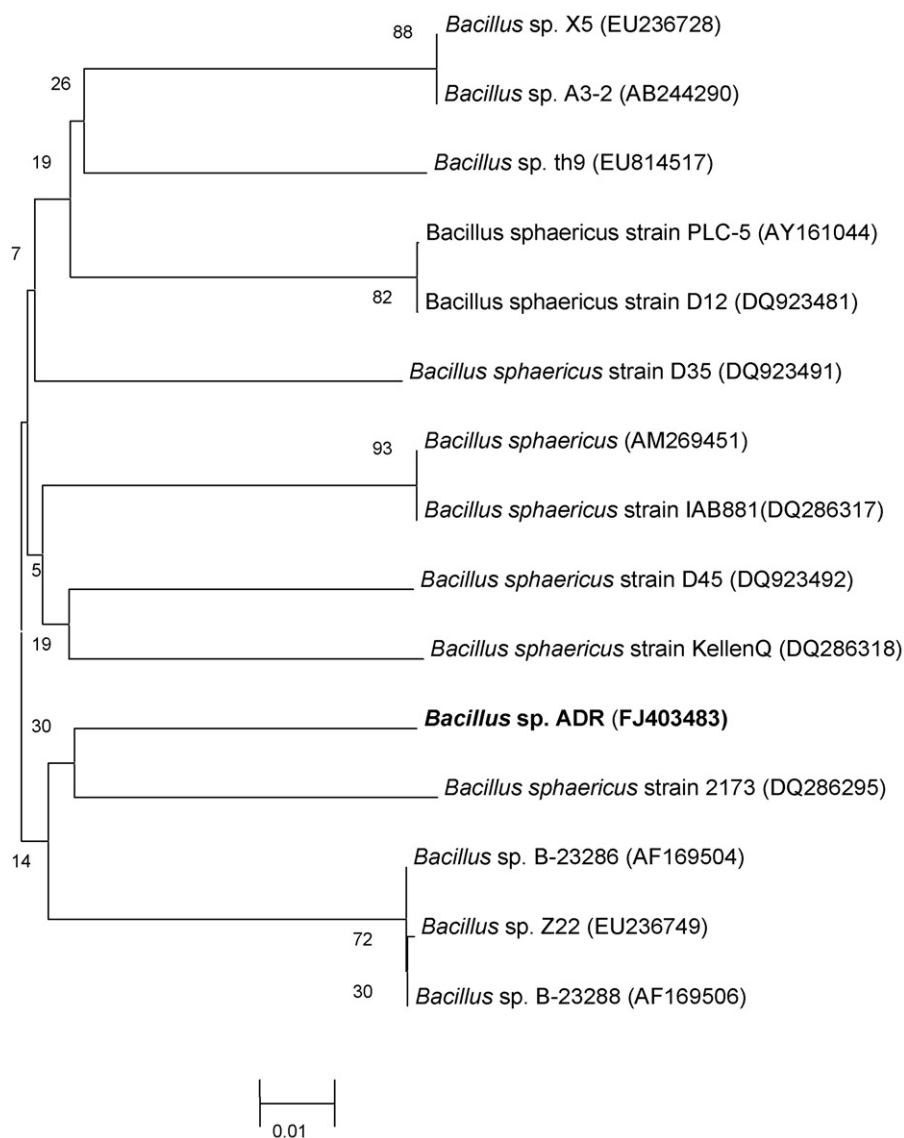 88
Bacillus sp. X5 (EU236728)
26
Bacillus sp. A3-2 (AB244290)
19
Bacillus sp. th9 (EU814517)
7
Bacillus sphaericus strain PLC-5 (AY161044)
82
Bacillus sphaericus strain D12 (DQ923481)
Bacillus sphaericus strain D35 (DQ923491)
93
Bacillus sphaericus (AM269451)
Bacillus sphaericus strain IAB881(DQ286317)
5
Bacillus sphaericus strain D45 (DQ923492)
19
Bacillus sphaericus strain KellenQ (DQ286318)
30
Bacillus sp. ADR (FJ403483)
Bacillus sphaericus strain 2173 (DQ286295)
14
Bacillus sp. B-23286 (AF169504)
72
Bacillus sp. Z22 (EU236749)
30
Bacillus sp. B-23288 (AF169506)
0.01